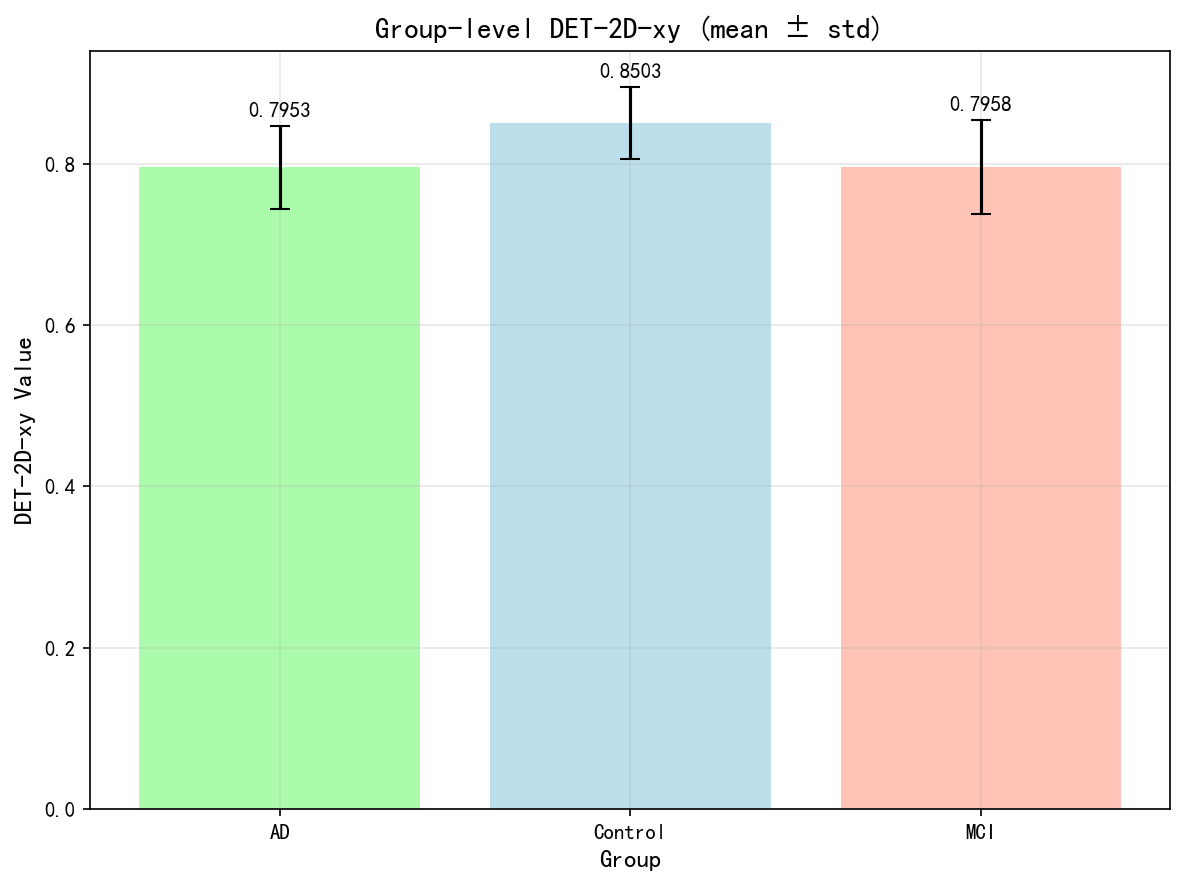 Group-level DET-2D-xy (mean ± std)
0.7953
0.8503
0.7958
DET-2D-xy Value
0.8
0.6
0.4
0.2
0.0
AD
Control
MCI
Group